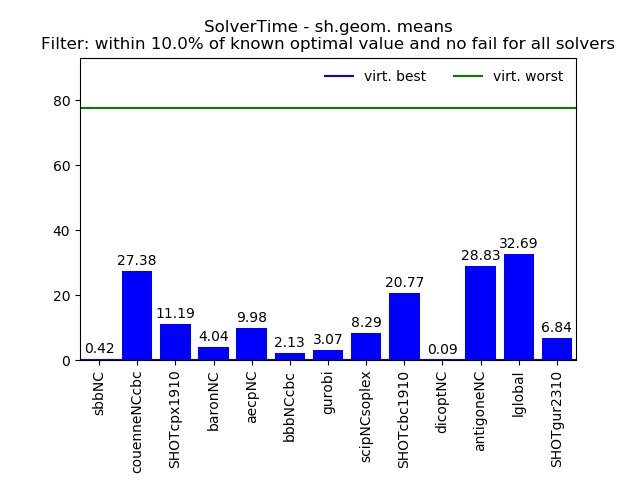 SolverTime - sh.geom. means
Filter: within 10.0% of known optimal value and no fail for all solvers
virt. best
virt. worst
80
60
40
20
0
0.42
27.38
11.19
4.04
9.98
2.13
3.07
8.29
20.77
0.09
28.83
32.69
6.84
sbbNC
couenneNCcbc
SHOTcpx1910
baronNC
aecpNC
bbbNCcbc
gurobi
scipNCsoplex
SHOTcbc1910
dicoptNC
antigoneNC
lglobal
SHOTgur2310